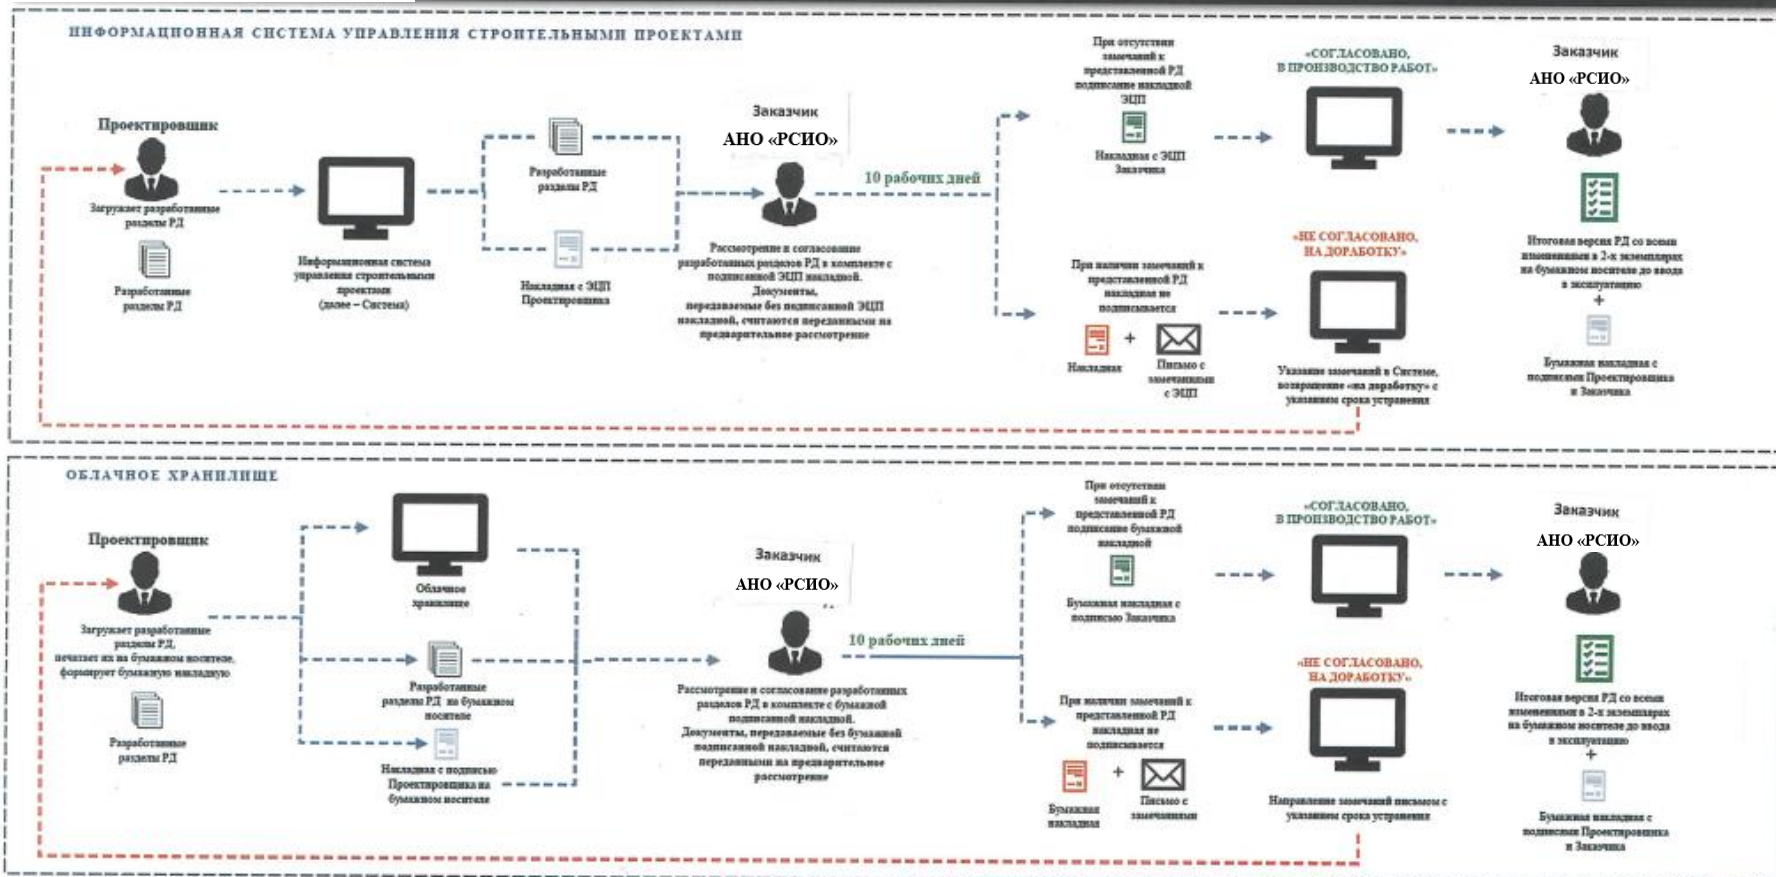 ИНФОРМАЦИОННАЯ СИСТЕМА УПРАВЛЕНИЯ СТРОИТЕЛЬНЫМИ ПРОЕКТАМИ
Проектировщик
Загружает разработанные
разделы РД
Разработанные
разделы РД
Информационная система
управления строительными
проектами
(далее – Система)
Разработанные
разделы РД
Накладная с ЭЦП
Проектировщика
Заказчик
АНО «РСИО»
Рассмотрение и согласование
разработанных разделов РД в комплекте с
подписанной ЭЦП накладной.
Документы,
передаваемые без подписанной ЭЦП
накладной, считаются переданными на
предварительное рассмотрение
10 рабочих дней
При отсутствии
замечаний к
представленной РД
подписание накладной
ЭЦП
Накладная с ЭЦП
Заказчика
При наличии замечаний к
представленной РД
накладная не
подписывается
+
Накладная
Письмо с
замечаниями
с ЭЦП
«СОГЛАСОВАНО,
В ПРОИЗВОДСТВО РАБОТ»
«НЕ СОГЛАСОВАНО,
НА ДОРАБОТКУ»
Указание замечаний в Системе,
возвращение «на доработку» с
указанием срока устранения
Заказчик
АНО «РСИО»
Итоговая версия РД со всеми
изменениями в 2-х экземплярах
на бумажном носителе до ввода
в эксплуатацию
+
Бумажная накладная с
подписями Проектировщика
и Заказчика
ОБЛАЧНОЕ ХРАНИЛИЩЕ
Проектировщик
Загружает разработанные
разделы РД,
печатает их на бумажном носителе,
формирует бумажную накладную
Разработанные
разделы РД
Облачное
хранилище
Разработанные
разделы РД на бумажном
носителе
Накладная с подписью
Проектировщика на
бумажном носителе
Заказчик
АНО «РСИО»
Рассмотрение и согласование разработанных
разделов РД в комплекте с бумажной
подписанной накладной.
Документы, передаваемые без бумажной
подписанной накладной, считаются
переданными на предварительное
рассмотрение
10 рабочих дней
При отсутствии
замечаний к
представленной РД
подписание бумажной
накладной
Бумажная накладная с
подписью Заказчика
При наличии замечаний к
представленной РД
накладная не
подписывается
+
Бумажная
накладная
Письмо с
замечаниями
«СОГЛАСОВАНО,
В ПРОИЗВОДСТВО РАБОТ»
«НЕ СОГЛАСОВАНО,
НА ДОРАБОТКУ»
Направление замечаний письмом с
указанием срока устранения
Заказчик
АНО «РСИО»
Итоговая версия РД со всеми
изменениями в 2-х экземплярах
на бумажном носителе до ввода
в эксплуатацию
+
Бумажная накладная с
подписями Проектировщика
и Заказчика